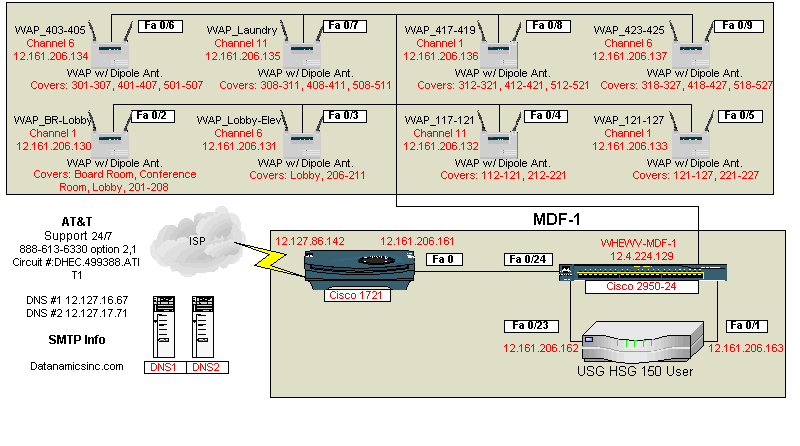 Fa 0/6
Fa 0/7
Fa 0/8
Fa 0/9
WAP_403-405
Channel 6
12.161.206.134
WAP w/ Dipole Ant.
Covers: 301-307, 401-407, 501-507
WAP_Laundry
Channel 11
12.161.206.135
WAP w/ Dipole Ant.
Covers: 308-311, 408-411, 508-511
WAP_417-419
Channel 1
12.161.206.136
WAP w/ Dipole Ant.
Covers: 312-321, 412-421, 512-521
WAP_423-425
Channel 6
12.161.206.137
WAP w/ Dipole Ant.
Covers: 318-327, 418-427, 518-527
Fa 0/2
Fa 0/3
Fa 0/4
Fa 0/5
WAP_BR-Lobby
Channel 1
12.161.206.130
WAP w/ Dipole Ant.
Covers: Board Room, Conference
Room, Lobby, 201-208
WAP_Lobby-Elev
Channel 6
12.161.206.131
WAP w/ Dipole Ant.
Covers: Lobby, 206-211
WAP_117-121
Channel 11
12.161.206.132
WAP w/ Dipole Ant.
Covers: 112-121, 212-221
WAP_121-127
Channel 1
12.161.206.133
WAP w/ Dipole Ant.
Covers: 121-127, 221-227
AT&T
Support 24/7
888-613-6330 option 2,1
Circuit #:DHEC.499388.ATI
T1
DNS #1 12.127.16.67
DNS #2 12.127.17.71
SMTP Info
Datanamicsinc.com
ISP
DNS1
DNS2
MDF-1
12.127.86.142
12.161.206.161
Cisco 1721
Fa 0
Fa 0/24
WHEWV-MDF-1
12.4.224.129
Cisco 2950-24
Fa 0/23
Fa 0/1
12.161.206.162
12.161.206.163
USG HSG 150 User